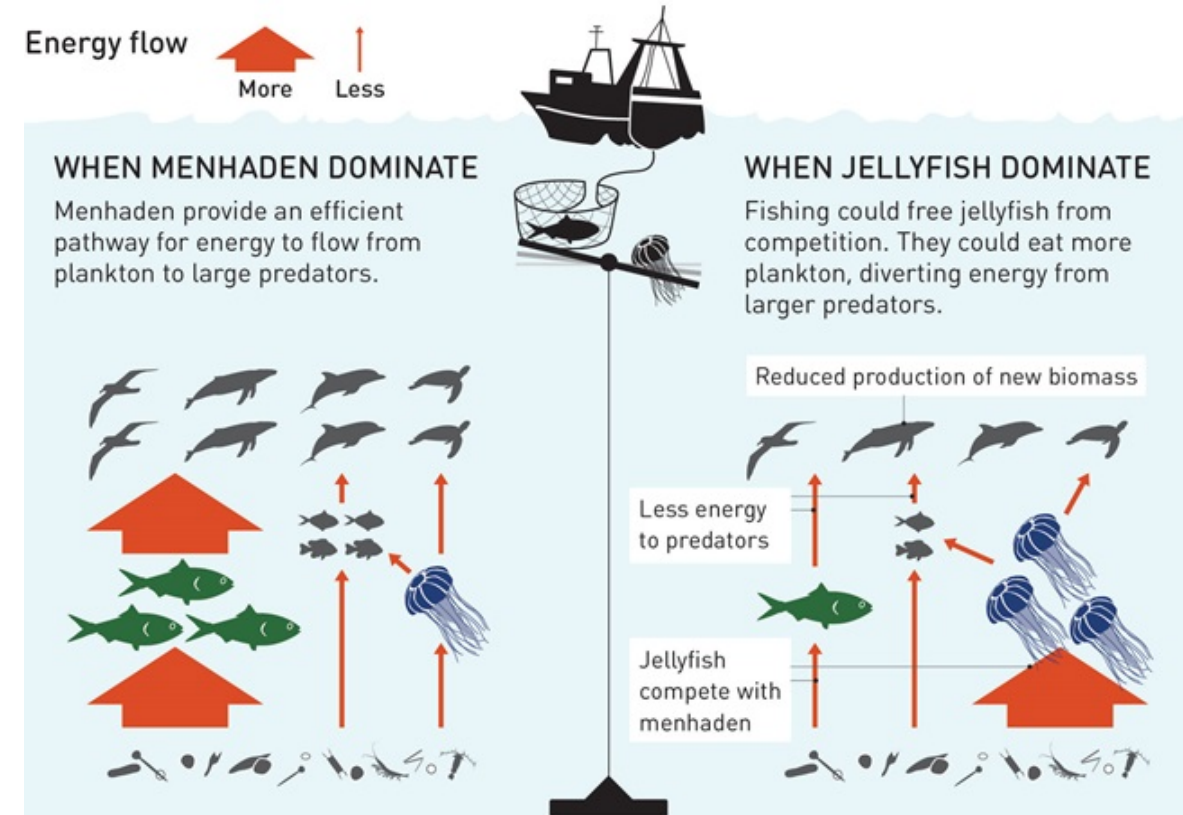 Energy flow
More
Less
WHEN MENHADEN DOMINATE
Menhaden provide an efficient
pathway for energy to flow from
plankton to large predators.
WHEN JELLYFISH DOMINATE
Fishing could free jellyfish from
competition. They could eat more
plankton, diverting energy from
larger predators.
Reduced production of new biomass
Less energy
to predators
Jellyfish
compete with
menhaden